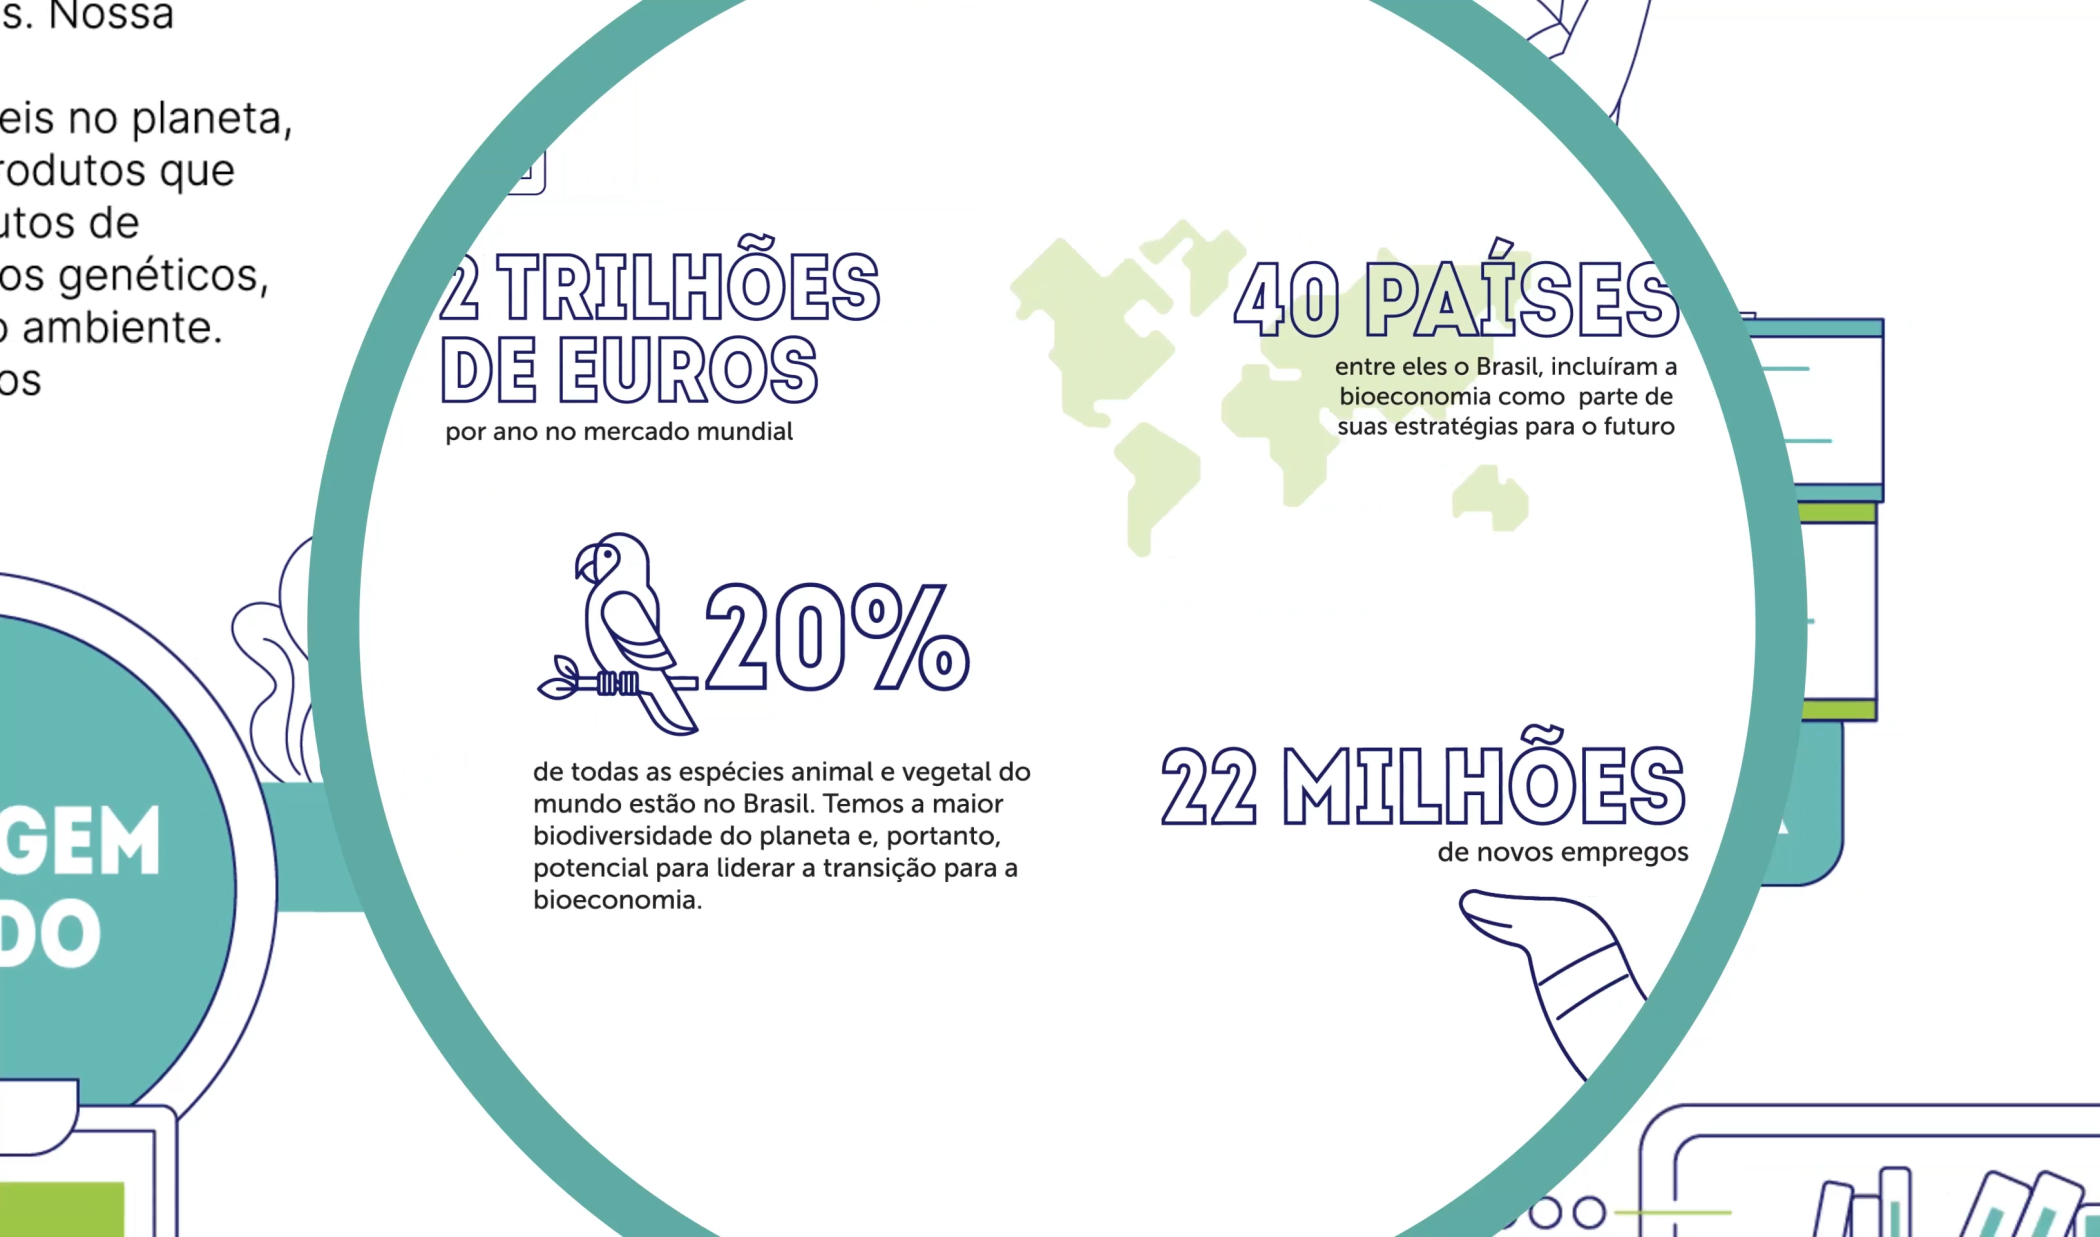 s. Nossa
eis no planeta,
rodutos que
utos de
os genéticos,
o ambiente.
os
2 TRILHÕES
DE EUROS
por ano no mercado mundial
40 PAÍSES
entre eles o Brasil, incluíram a
bioeconomia como parte de
suas estratégias para o futuro
20%
de todas as espécies animal e vegetal do
mundo estão no Brasil. Temos a maior
biodiversidade do planeta e, portanto,
potencial para liderar a transição para a
bioeconomia.
22 MILHÕES
de novos empregos
GEM
DO